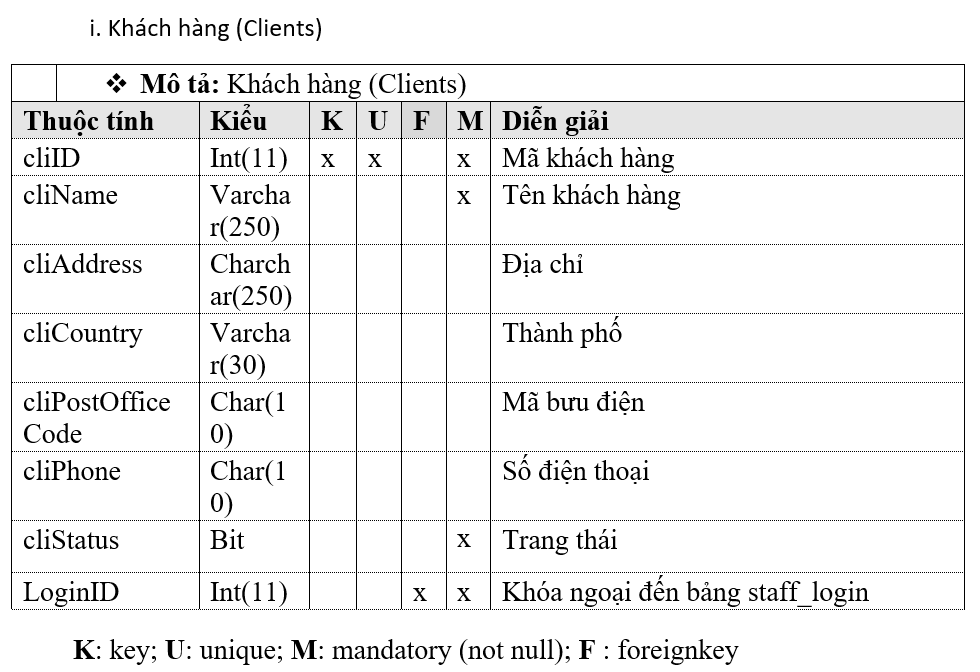 i. Khách hàng (Clients)
❖ Mô tả: Khách hàng (Clients)
Thuộc tính Kiểu K U F M Diễn giải
cliID Int(11) x x x Mã khách hàng
cliName Varcha x Tên khách hàng
r(250)
cliAddress Charch Địa chỉ
ar(250)
cliCountry Varcha Thành phố
r(30)
cliPostOffice Char(1 Mã bưu điện
Code 0)
cliPhone Char(1 Số điện thoại
0)
cliStatus Bit x Trang thái
LoginID Int(11) x x Khóa ngoại đến bảng staff_login
K: key; U: unique; M: mandatory (not null); F : foreignkey